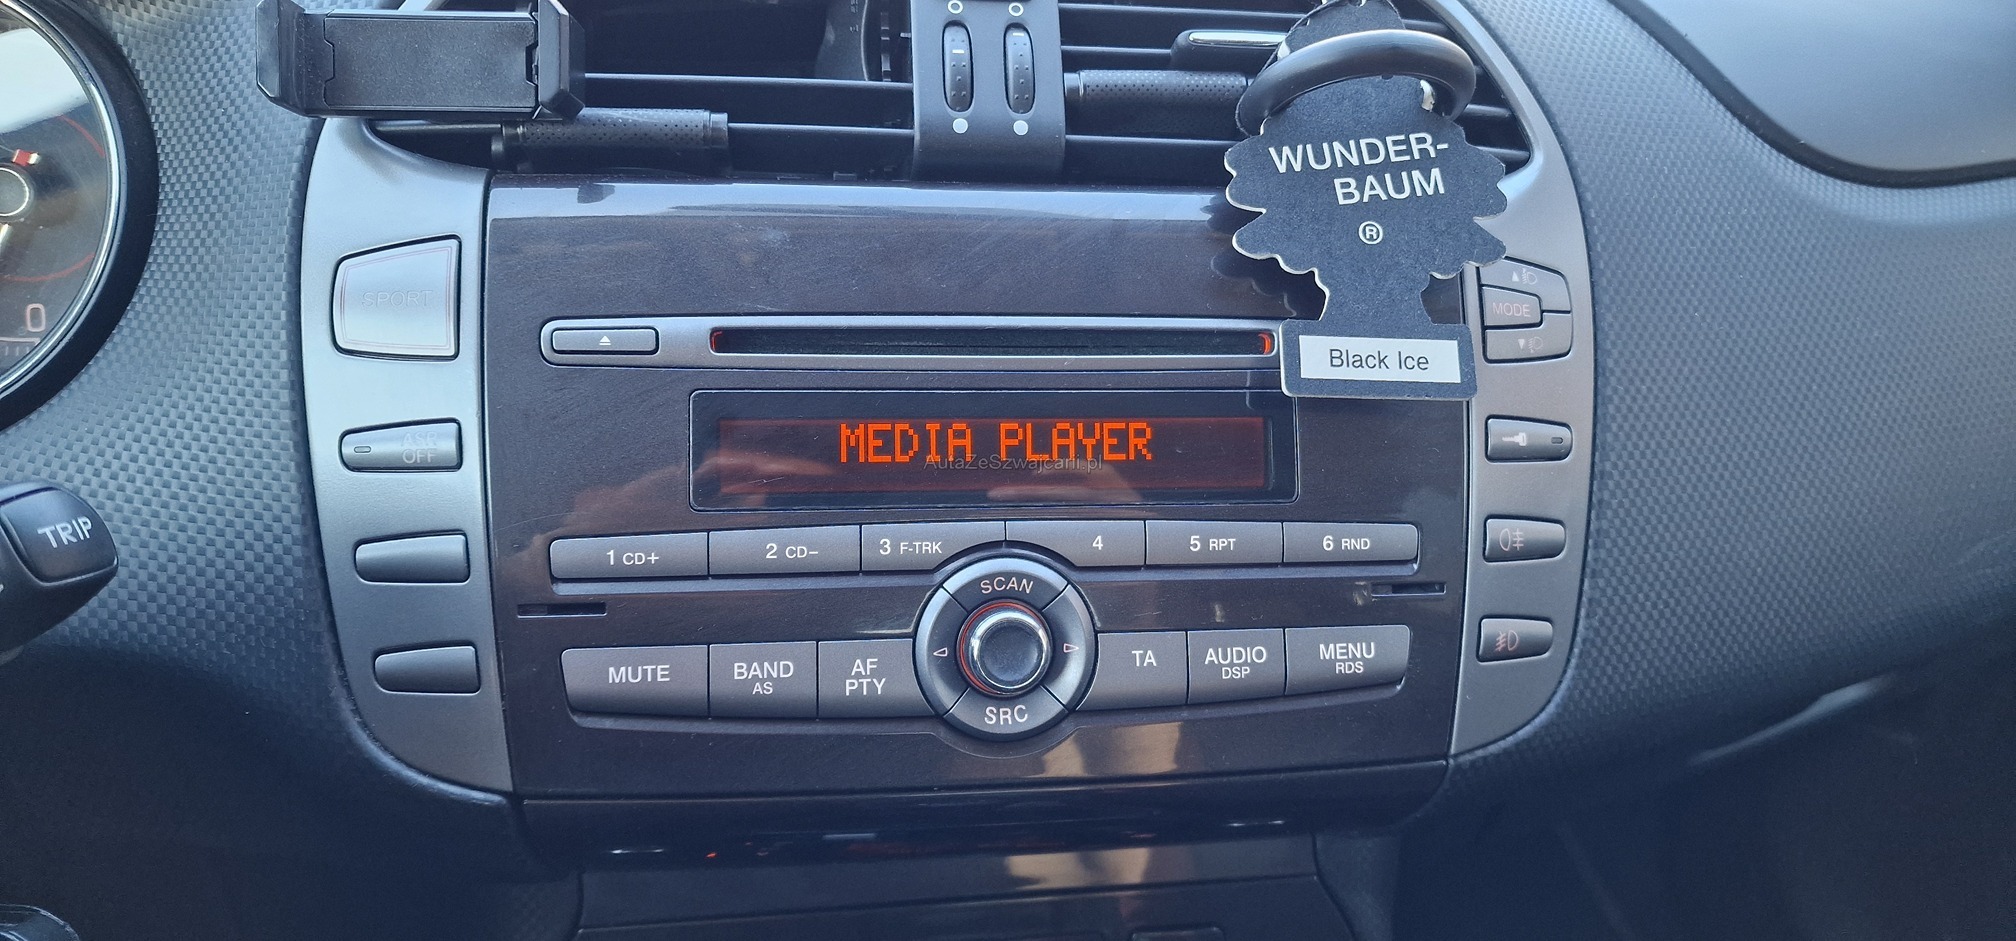 WUNDER-
BAUM
®
Black Ice
SPORT
MODE
ASR
OFF
0
TRIP
MEDIA PLAYER
AutaZeSzwajcarii.pl
1 CD+
2 CD-
3 F-TRK
4
5 RPT
6 RND
SCAN
MUTE
BAND
AS
AF
PTY
TA
AUDIO
DSP
MENU
RDS
SRC